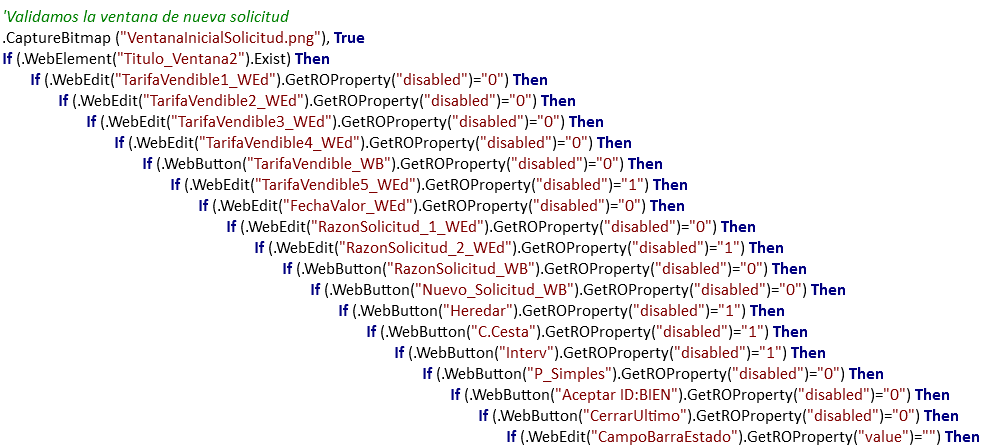 'Validamos la ventana de nueva solicitud
.CaptureBitmap ("VentanaInicialSolicitud.png"), True
If (.WebElement("Titulo_Ventana2").Exist) Then
If (.WebEdit("TarifaVendible1_WEd").GetROProperty("disabled")="0") Then
If (.WebEdit("TarifaVendible2_WEd").GetROProperty("disabled")="0") Then
If (.WebEdit("TarifaVendible3_WEd").GetROProperty("disabled")="0") Then
If (.WebEdit("TarifaVendible4_WEd").GetROProperty("disabled")="0") Then
If (.WebButton("TarifaVendible_WB").GetROProperty("disabled")="0") Then
If (.WebEdit("TarifaVendible5_WEd").GetROProperty("disabled")="1") Then
If (.WebEdit("FechaValor_WEd").GetROProperty("disabled")="0") Then
If (.WebEdit("RazonSolicitud_1_WEd").GetROProperty("disabled")="0") Then
If (.WebEdit("RazonSolicitud_2_WEd").GetROProperty("disabled")="1") Then
If (.WebButton("RazonSolicitud_WB").GetROProperty("disabled")="0") Then
If (.WebButton("Nuevo_Solicitud_WB").GetROProperty("disabled")="0") Then
If (.WebButton("Heredar").GetROProperty("disabled")="1") Then
If (.WebButton("C.Cesta").GetROProperty("disabled")="1") Then
If (.WebButton("Interv").GetROProperty("disabled")="1") Then
If (.WebButton("P_Simples").GetROProperty("disabled")="0") Then
If (.WebButton("Aceptar ID:BIEN").GetROProperty("disabled")="0") Then
If (.WebButton("CerrarUltimo").GetROProperty("disabled")="0") Then
If (.WebEdit("CampoBarraEstado").GetROProperty("value")="") Then